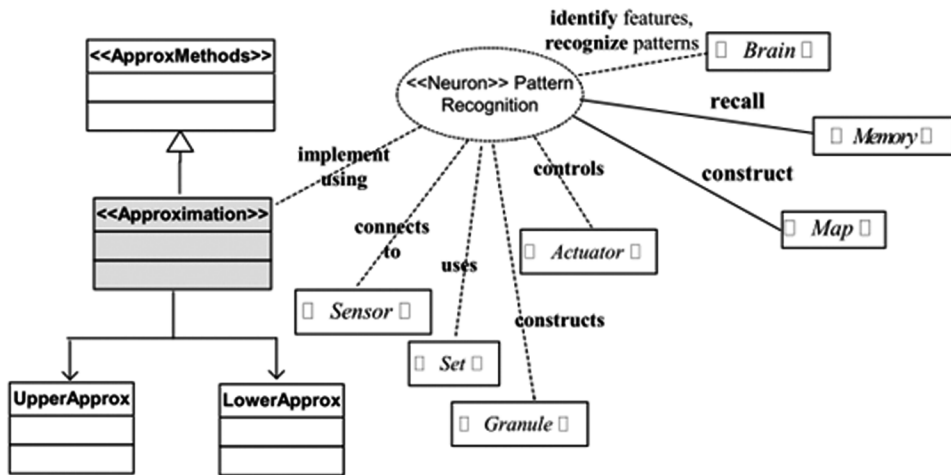 <<ApproxMethods>>
identify features,
recognize patterns
▯ Brain ▯
<<Neuron>> Pattern
Recognition
recall
▯ Memory ▯
implement
using
controls
construct
<<Approximation>>
connects
to
▯ Map ▯
▯ Actuator ▯
uses
▯ Sensor ▯
constructs
▯ Set ▯
UpperApprox
LowerApprox
▯ Granule ▯